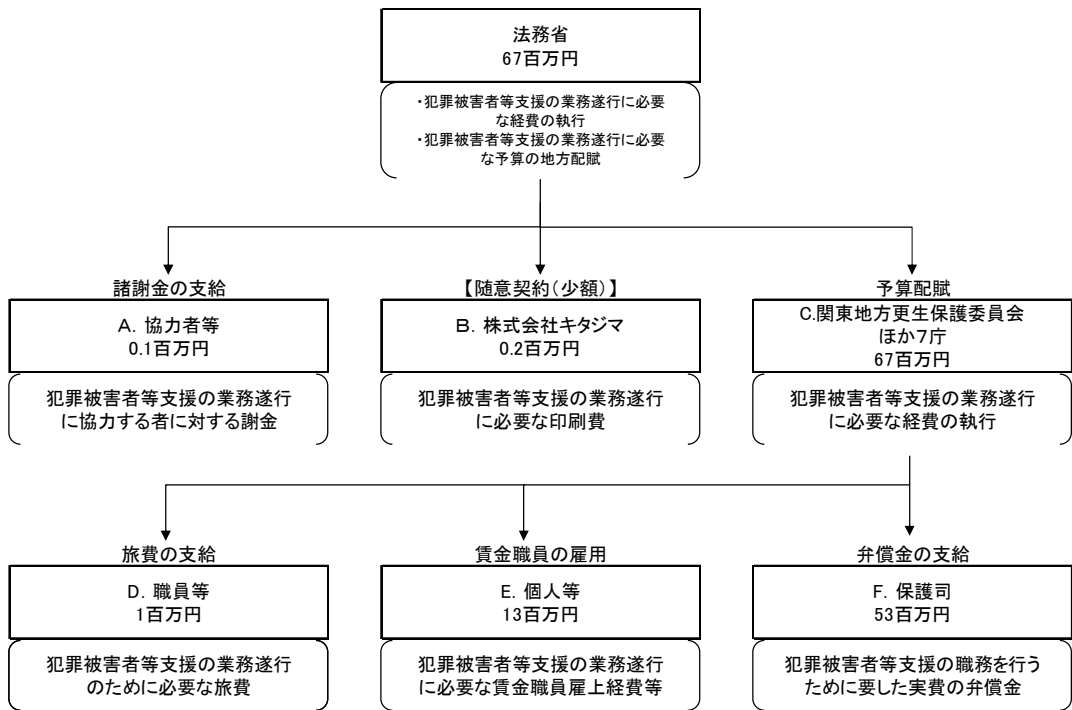 法務省
67百万円
・犯罪被害者等支援の業務遂行に必要
な経費の執行
・犯罪被害者等支援の業務遂行に必要
な予算の地方配賦
諸謝金の支給
A．協力者等
0.1百万円
犯罪被害者等支援の業務遂行
に協力する者に対する謝金
【随意契約（少額）】
B．株式会社キタジマ
0.2百万円
犯罪被害者等支援の業務遂行
に必要な印刷費
予算配賦
C.関東地方更生保護委員会
ほか７庁
67百万円
犯罪被害者等支援の業務遂行
に必要な経費の執行
旅費の支給
D．職員等
1百万円
犯罪被害者等支援の業務遂行
のために必要な旅費
賃金職員の雇用
E．個人等
13百万円
犯罪被害者等支援の業務遂行
に必要な賃金職員雇上経費等
弁償金の支給
F．保護司
53百万円
犯罪被害者等支援の職務を行う
ために要した実費の弁償金